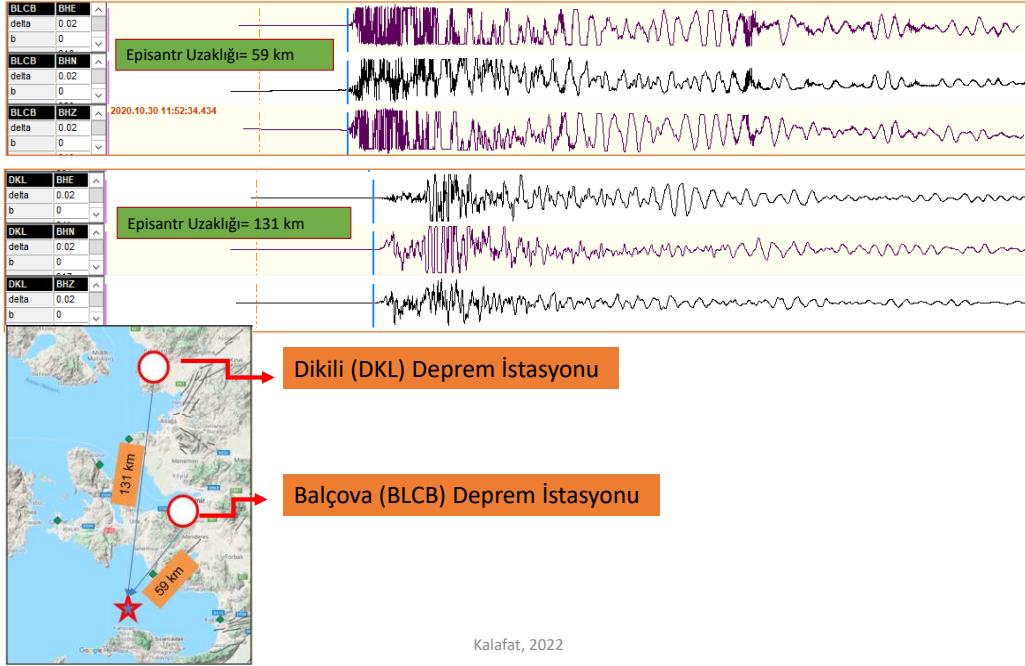 BLCB BHE
delta 0.02
b 0
Episantr Uzaklığı= 59 km
BLCB BHN
delta 0.02
b 0
BLCB BHZ
2020.10.30 11:52:34.434
delta 0.02
b 0
DKL BHE
delta 0.02
b 0
Episantr Uzaklığı= 131 km
DKL BHN
delta 0.02
b 0
DKL BHZ
delta 0.02
b 0
Dikili (DKL) Deprem İstasyonu
131 km
Balçova (BLCB) Deprem İstasyonu
Menderes
59 km
Google
Kalafat, 2022